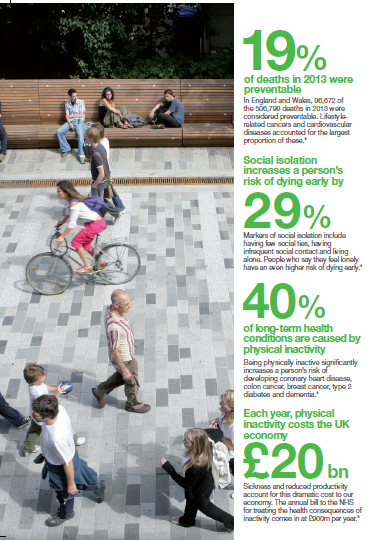 19%
of deaths in 2013 were
preventable
In England and Wales, 96,672 of
the 506,790 deaths in 2013 were
considered preventable. Lifestyle-
related cancers and cardiovascular
diseases accounted for the largest
proportion of these.
Social isolation
increases a person's
risk of dying early by
29%
Markers of social isolation include
having few social ties, having
infrequent social contact and living
alone. People who say they feel lonely
have an even higher risk of dying early.
40%
of long-term health
conditions are caused by
physical inactivity
Being physically inactive significantly
increases a person's risk of
developing coronary heart disease,
colon cancer, breast cancer, type 2
diabetes and dementia.
Each year, physical
inactivity costs the UK
economy
£20bn
Sickness and reduced productivity
account for this dramatic cost to our
economy. The annual bill to the NHS
for treating the health consequences of
inactivity comes in at £900m per year.